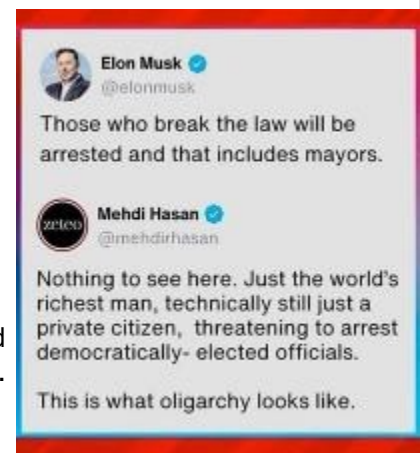 Elon Musk
@elonmusk
Those who break the law will be
arrested and that includes mayors.
zeteo
Mehdi Hasan
@mehdirhasan
Nothing to see here. Just the world's
richest man, technically still just a
private citizen, threatening to arrest
democratically- elected officials.
This is what oligarchy looks like.